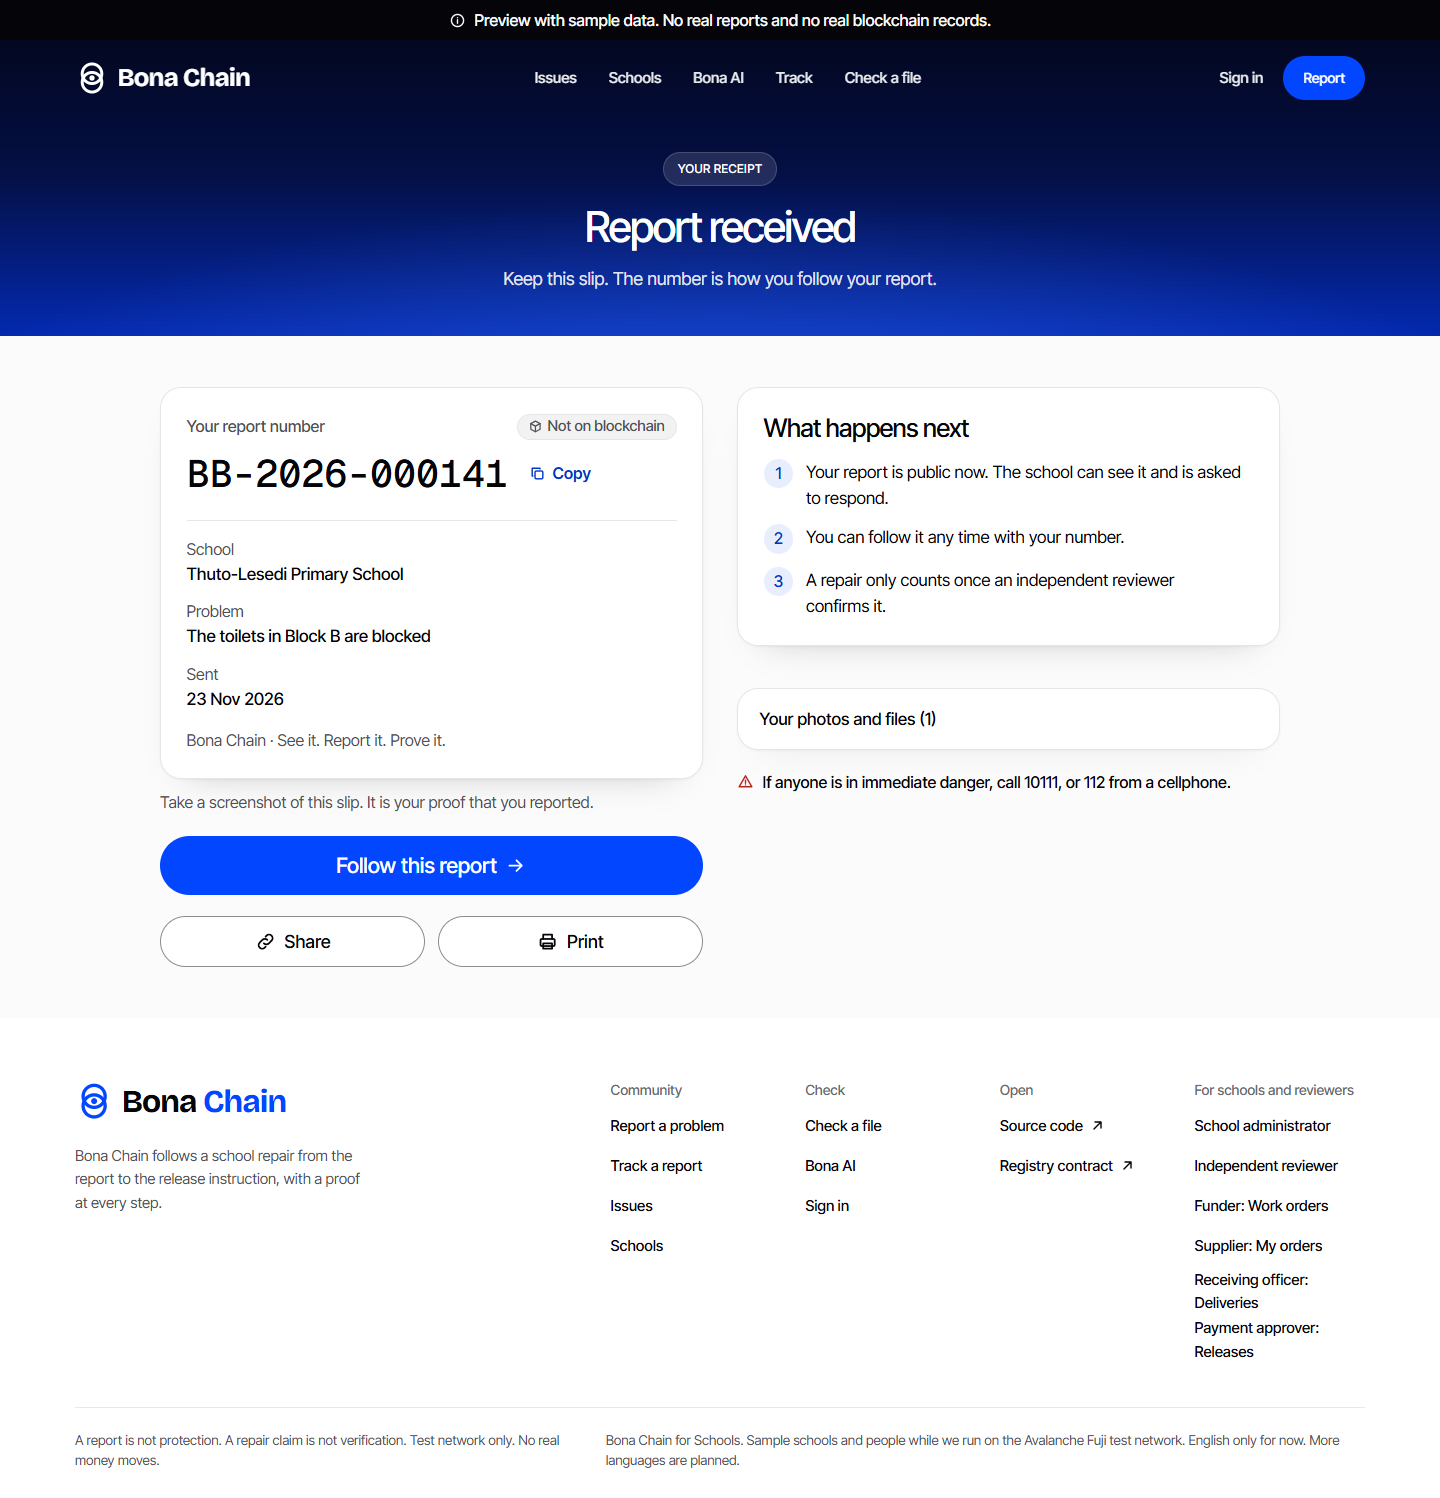 Preview with sample data. No real reports and no real blockchain records.
Bona Chain
Issues
Schools
Bona AI
Track
Check a file
Sign in
Report
YOUR RECEIPT
Report received
Keep this slip. The number is how you follow your report.
Your report number
Not on blockchain
BB-2026-000141
Copy
School
Thuto-Lesedi Primary School
Problem
The toilets in Block B are blocked
Sent
23 Nov 2026
Bona Chain · See it. Report it. Prove it.
Take a screenshot of this slip. It is your proof that you reported.
Follow this report
Share
Print
What happens next
1
Your report is public now. The school can see it and is asked
to respond.
2
You can follow it any time with your number.
3
A repair only counts once an independent reviewer
confirms it.
Your photos and files (1)
If anyone is in immediate danger, call 10111, or 112 from a cellphone.
Bona Chain
Bona Chain follows a school repair from the
report to the release instruction, with a proof
at every step.
Community
Report a problem
Track a report
Issues
Schools
Check
Check a file
Bona AI
Sign in
Open
Source code
Registry contract
For schools and reviewers
School administrator
Independent reviewer
Funder: Work orders
Supplier: My orders
Receiving officer:
Deliveries
Payment approver:
Releases
A report is not protection. A repair claim is not verification. Test network only. No real
money moves.
Bona Chain for Schools. Sample schools and people while we run on the Avalanche Fuji test network. English only for now. More
languages are planned.